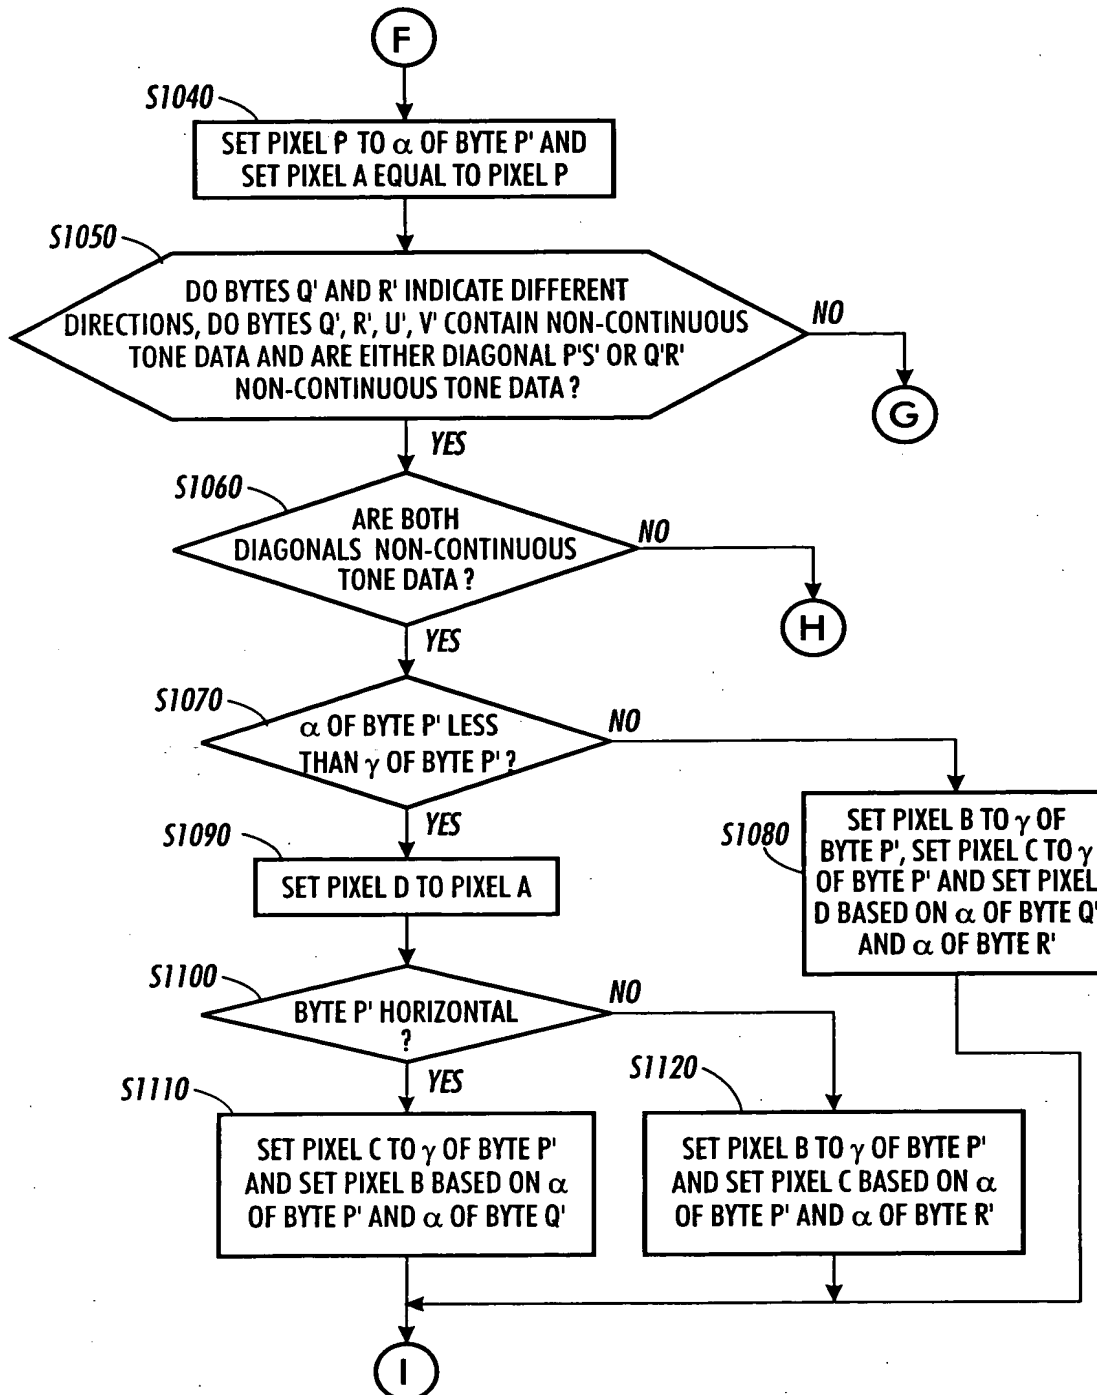 F
S1040
SET PIXEL P TO α OF BYTE P' AND
SET PIXEL A EQUAL TO PIXEL P
S1050
DO BYTES Q' AND R' INDICATE DIFFERENT
DIRECTIONS, DO BYTES Q', R', U', V' CONTAIN NON-CONTINUOUS
TONE DATA AND ARE EITHER DIAGONAL P'S' OR Q'R'
NON-CONTINUOUS TONE DATA ?
NO
G
YES
S1060
ARE BOTH
DIAGONALS NON-CONTINUOUS
TONE DATA ?
NO
H
YES
S1070
α OF BYTE P' LESS
THAN γ OF BYTE P' ?
NO
YES
S1080
SET PIXEL B TO γ OF
BYTE P', SET PIXEL C TO γ
OF BYTE P' AND SET PIXEL
D BASED ON α OF BYTE Q'
AND α OF BYTE R'
S1090
SET PIXEL D TO PIXEL A
S1100
BYTE P' HORIZONTAL
?
NO
YES
S1110
SET PIXEL C TO γ OF BYTE P'
AND SET PIXEL B BASED ON α
OF BYTE P' AND α OF BYTE Q'
S1120
SET PIXEL B TO γ OF BYTE P'
AND SET PIXEL C BASED ON α
OF BYTE P' AND α OF BYTE R'
I